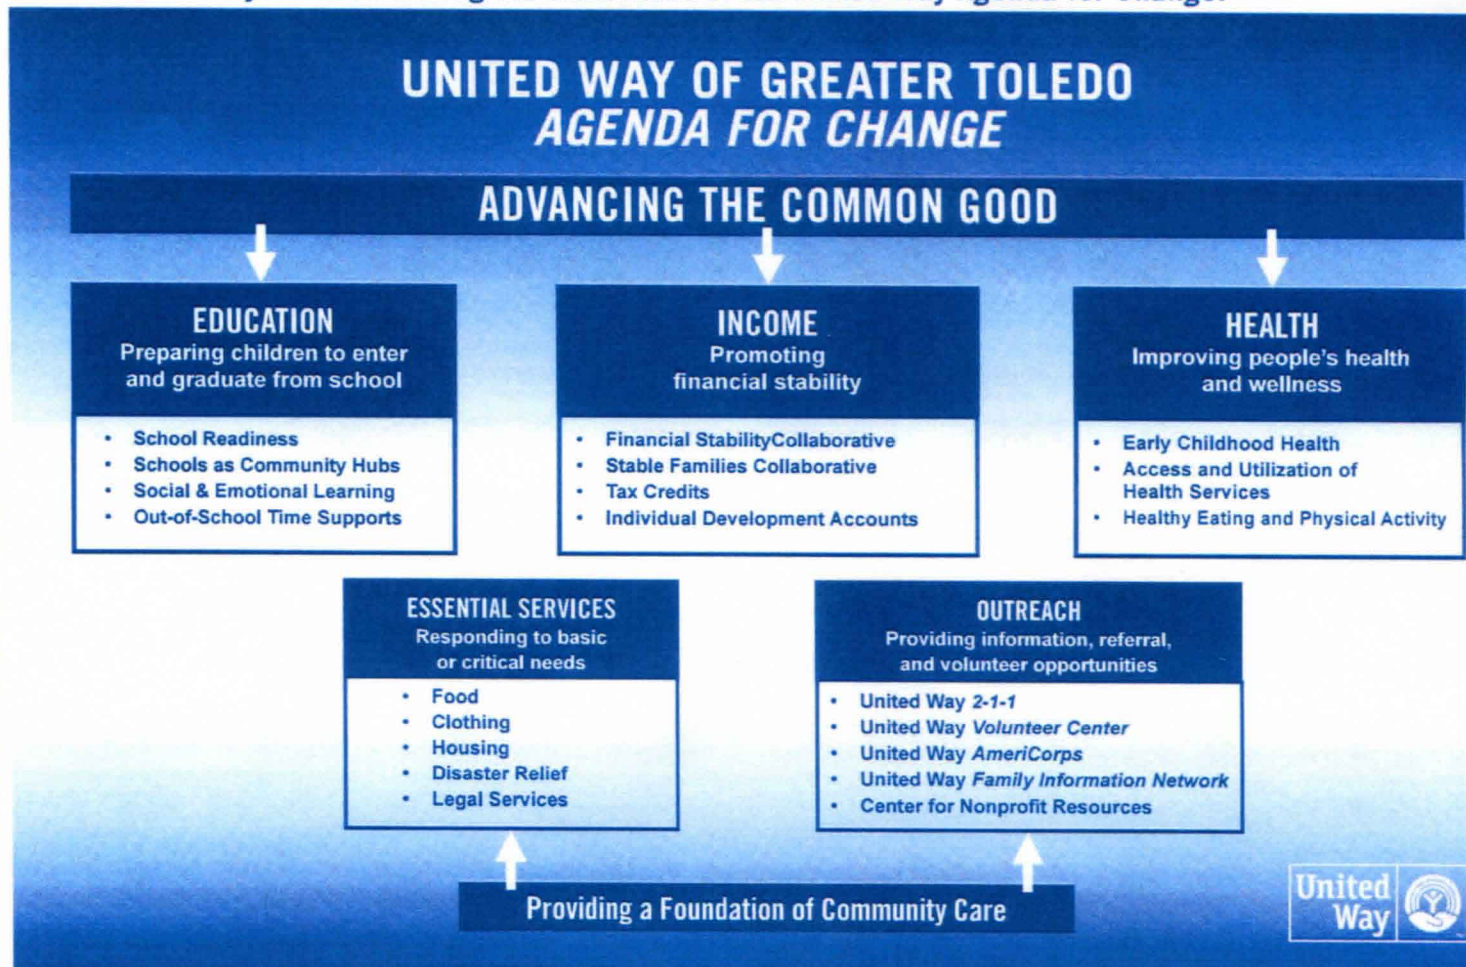 UNITED WAY OF GREATER TOLEDO
AGENDA FOR CHANGE
ADVANCING THE COMMON GOOD
EDUCATION
Preparing children to enter
and graduate from school
• School Readiness
• Schools as Community Hubs
• Social & Emotional Learning
• Out-of-School Time Supports
INCOME
Promoting
financial stability
• Financial StabilityCollaborative
• Stable Families Collaborative
• Tax Credits
• Individual Development Accounts
HEALTH
Improving people's health
and wellness
• Early Childhood Health
• Access and Utilization of
Health Services
• Healthy Eating and Physical Activity
ESSENTIAL SERVICES
Responding to basic
or critical needs
• Food
• Clothing
• Housing
• Disaster Relief
• Legal Services
OUTREACH
Providing information, referral,
and volunteer opportunities
• United Way 2-1-1
• United Way Volunteer Center
• United Way AmeriCorps
• United Way Family Information Network
• Center for Nonprofit Resources
Providing a Foundation of Community Care
United
Way